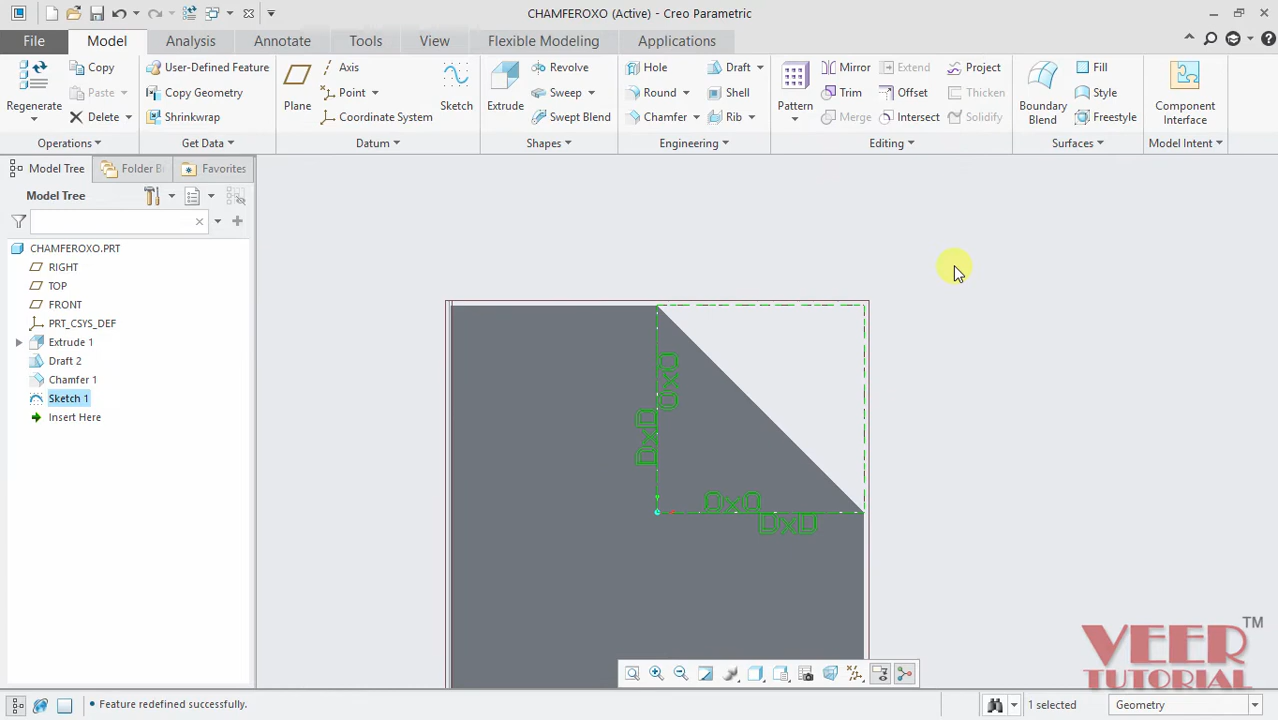 CHAMFEROXO (Active) - Creo Parametric
File Model Analysis Annotate Tools View Flexible Modeling Applications
Regenerate
Copy
Paste
Delete
Operations
User-Defined Feature
Copy Geometry
Shrinkwrap
Get Data
Plane
Axis
Point
Coordinate System
Sketch
Datum
Extrude
Revolve
Sweep
Swept Blend
Shapes
Hole
Round
Chamfer
Draft
Shell
Rib
Engineering
Pattern
Mirror
Trim
Merge
Extend
Offset
Intersect
Project
Thicken
Solidify
Editing
Boundary
Blend
Fill
Style
Freestyle
Surfaces
Component
Interface
Model Intent
Model Tree Folder B Favorites
Model Tree
CHAMFEROXO.PRT
RIGHT
TOP
FRONT
PRT_CSYS_DEF
Extrude 1
Draft 2
Chamfer 1
Sketch 1
Insert Here
OxO
DxD
OxO
DxD
VEER TM
TUTORIAL
• Feature redefined successfully.
1 selected
Geometry